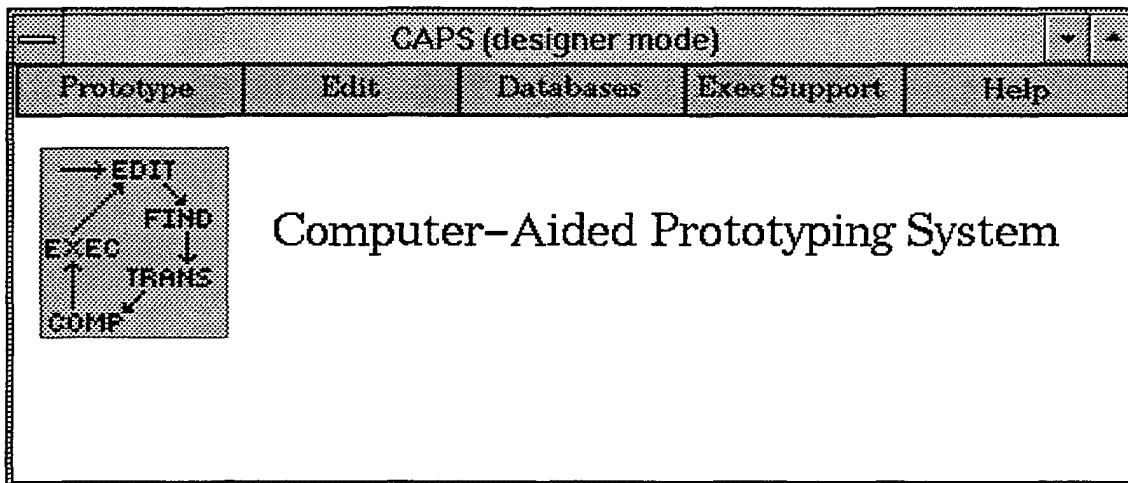 CAPS (designer mode)
Prototype Edit Databases Exec Support Help
EDIT
FIND
EXEC
TRANS
COMP
Computer-Aided Prototyping System